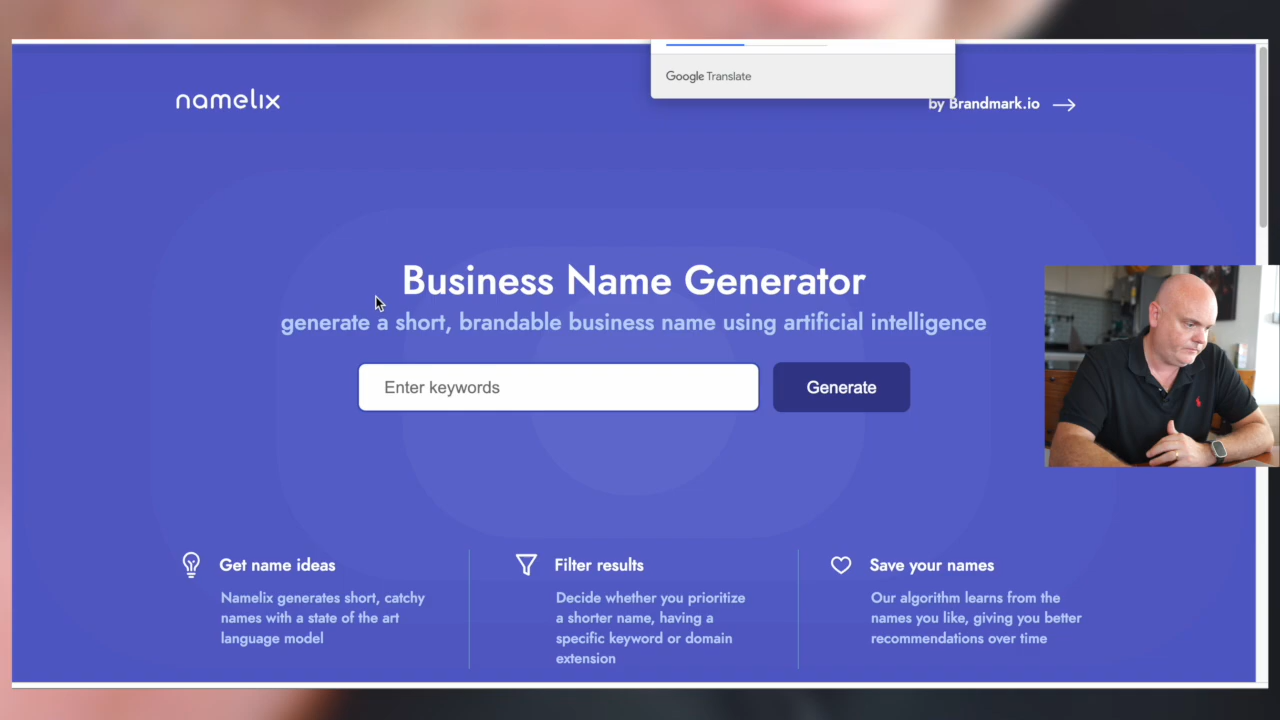 Google Translate
namelix
by Brandmark.io
Business Name Generator
generate a short, brandable business name using artificial intelligence
Enter keywords
Generate
Get name ideas
Namelix generates short, catchy
names with a state of the art
language model
Filter results
Decide whether you prioritize
a shorter name, having a
specific keyword or domain
extension
Save your names
Our algorithm learns from the
names you like, giving you better
recommendations over time